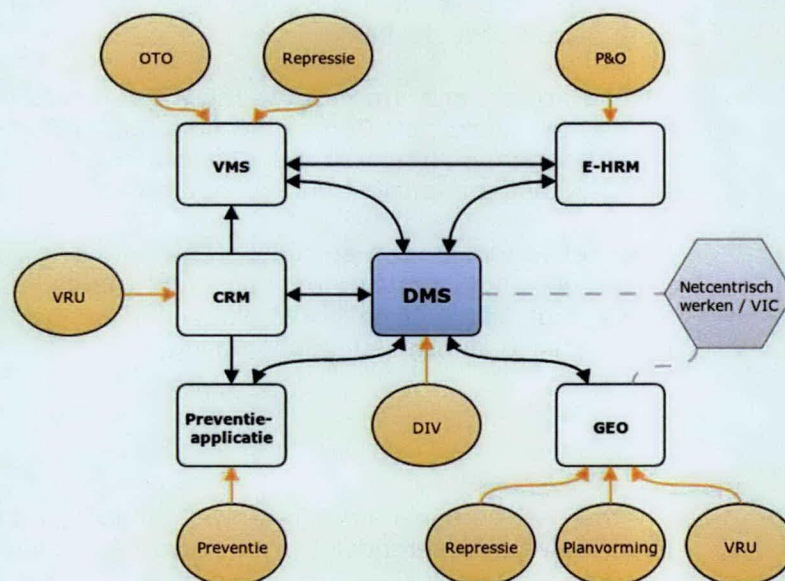 OTO
Repressie
P&O
VMS
E-HRM
VRU
CRM
DMS
Netcentrisch
werken / VIC
Preventie-
applicatie
DIV
GEO
Preventie
Repressie
Planvorming
VRU